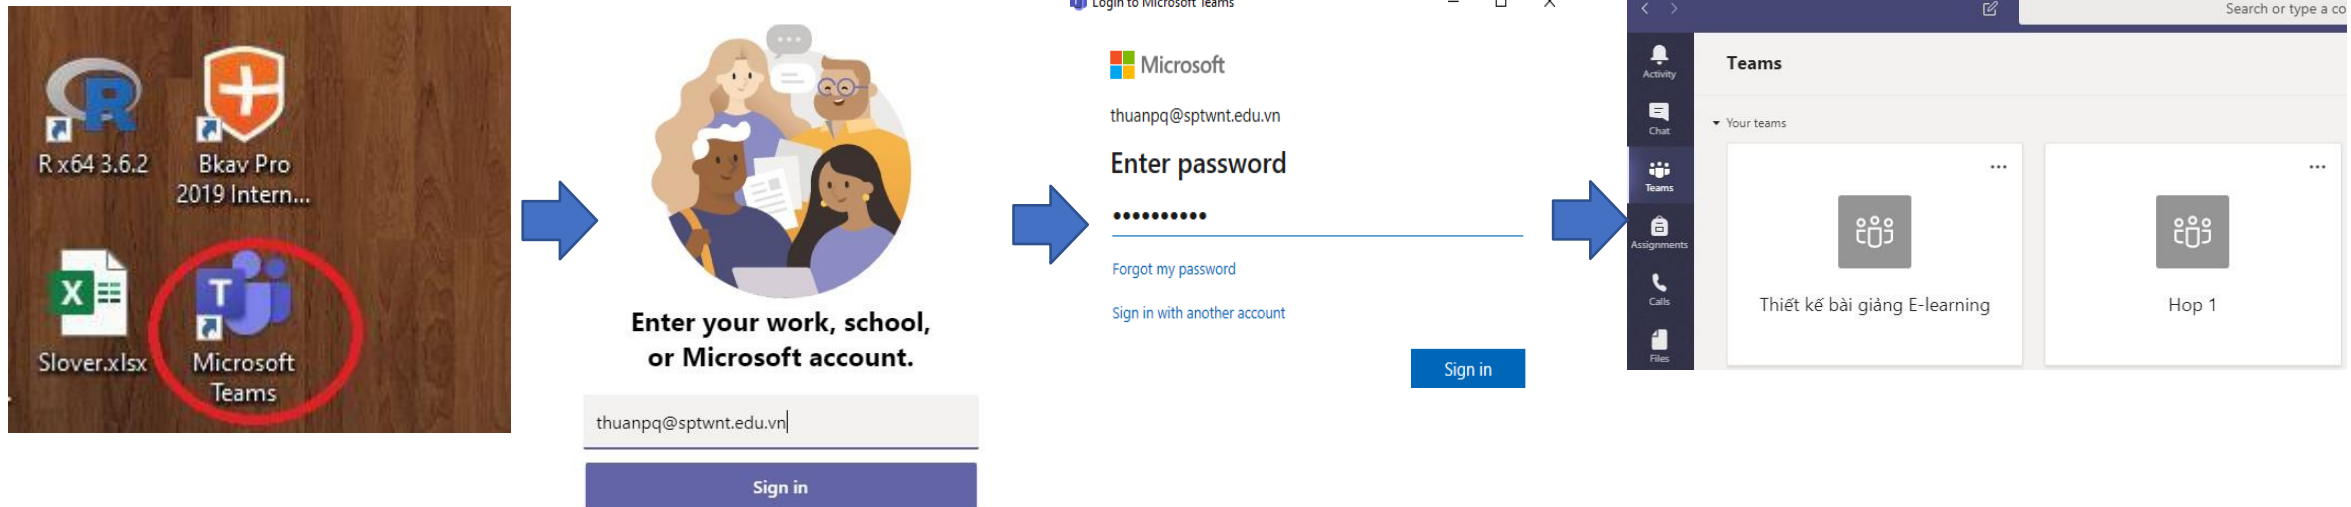 R x64 3.6.2
Bkav Pro
2019 Intern...
X
Slover.xlsx
T
Microsoft
Teams
Enter your work, school,
or Microsoft account.
thuanpq@sptwnt.edu.vn
Sign in
Login to Microsoft Teams
Microsoft
thuanpq@sptwnt.edu.vn
Enter password
Forgot my password
Sign in with another account
Sign in
Search or type a co
Activity
Chat
Teams
Assignments
Calls
Files
Teams
Your teams
Thiết kế bài giảng E-learning
Hop 1